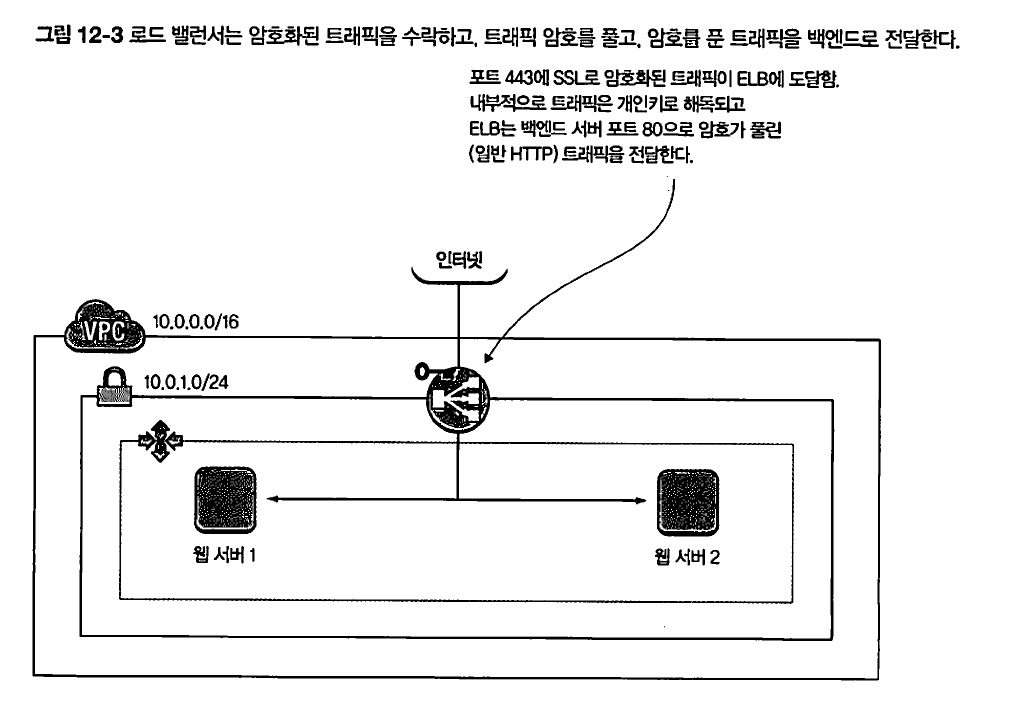 그림 12-3 로드 밸런서는 암호화된 트래픽을 수락하고, 트래픽 암호를 풀고, 암호를 푼 트래픽을 백엔드로 전달한다.
포트 443에 SSL로 암호화된 트래픽이 ELB에 도달함.
내부적으로 트래픽은 개인키로 해독되고
ELB는 백엔드 서버 포트 80으로 암호가 풀린
(일반 HTTP) 트래픽을 전달한다.
인터넷
VPC
10.0.0.0/16
10.0.1.0/24
웹 서버 1
웹 서버 2